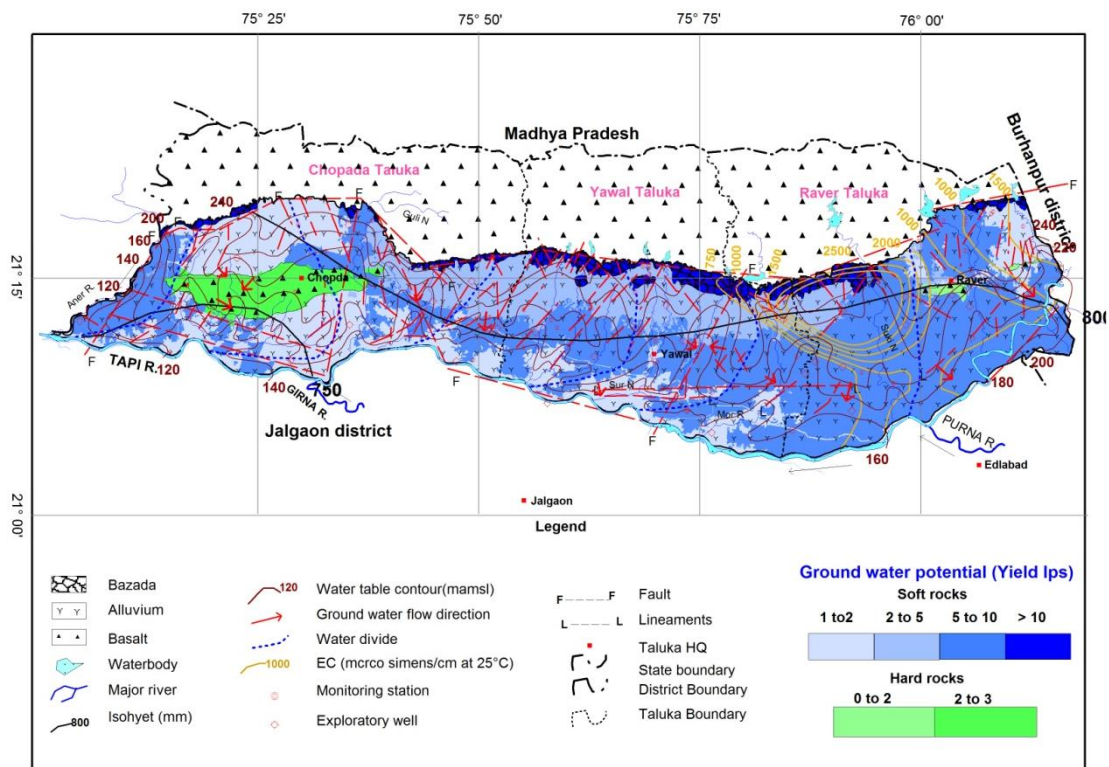 75° 25' 75° 50' 75° 75' 76° 00'
Madhya Pradesh
Burhanpur district
Chopada Taluka
Yawal Taluka
Raver Taluka
1000 1500
F
240
F F
200
F
160
140
120
Guli N
1000
2000
2500
750 1000 1500
F
240
220
21° 15'
Aner R.
Chopda
Raver
800
Suki N
Yawal
F
TAPI R. 120
F
F
200
180
140
GIRNA R.
750
Sur N
L L
Mor R
F
Jalgaon district
160
PURNA R.
Edlabad
21° 00'
Jalgaon
Legend
Bazada
Alluvium
Basalt
Waterbody
Major river
800 Isohyet (mm)
120 Water table contour(mamsl)
Ground water flow direction
Water divide
1000 EC (mcrco simens/cm at 25°C)
Monitoring station
Exploratory well
F F Fault
L L Lineaments
Taluka HQ
State boundary
District Boundary
Taluka Boundary
Ground water potential (Yield lps)
Soft rocks
1 to2 2 to 5 5 to 10 > 10
Hard rocks
0 to 2 2 to 3